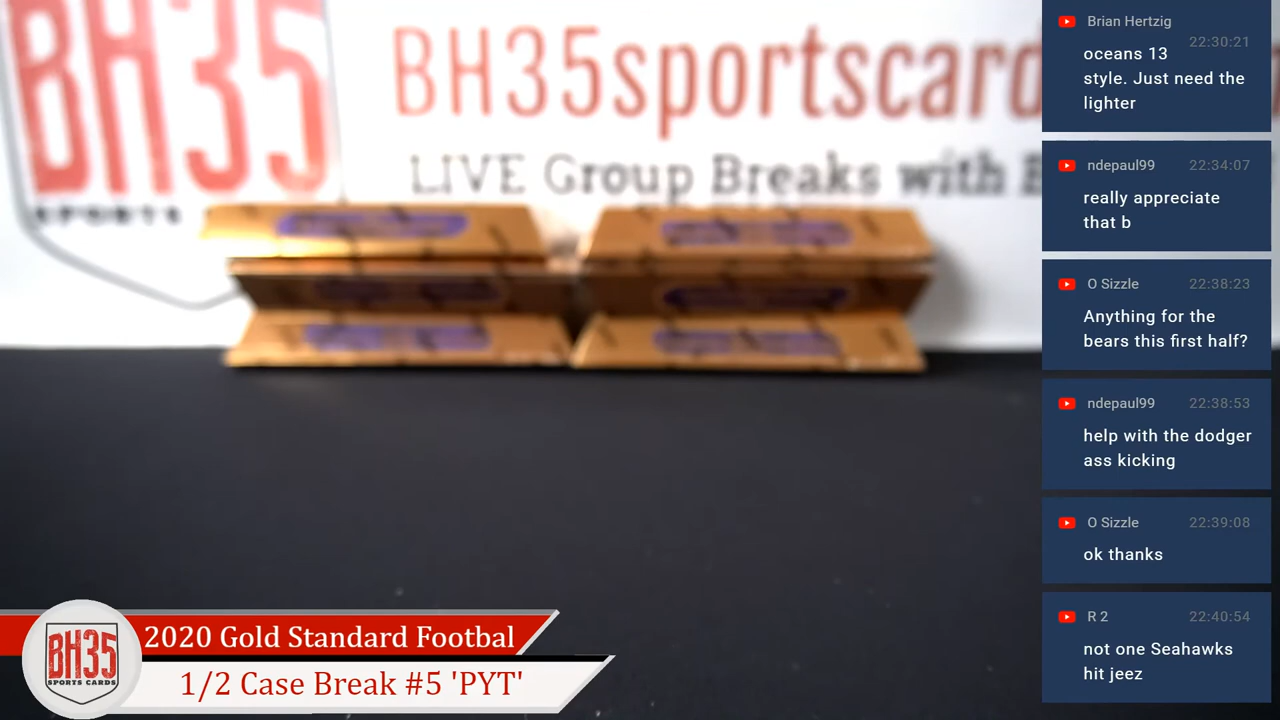 BH35
SPORTS
BH35sportscard
LIVE Group Breaks with
Brian Hertzig
22:30:21
oceans 13
style. Just need the
lighter
ndepaul99 22:34:07
really appreciate
that b
O Sizzle 22:38:23
Anything for the
bears this first half?
ndepaul99 22:38:53
help with the dodger
ass kicking
O Sizzle 22:39:08
ok thanks
R 2 22:40:54
not one Seahawks
hit jeez
BH35
SPORTS CARDS
2020 Gold Standard Footbal
1/2 Case Break #5 'PYT'